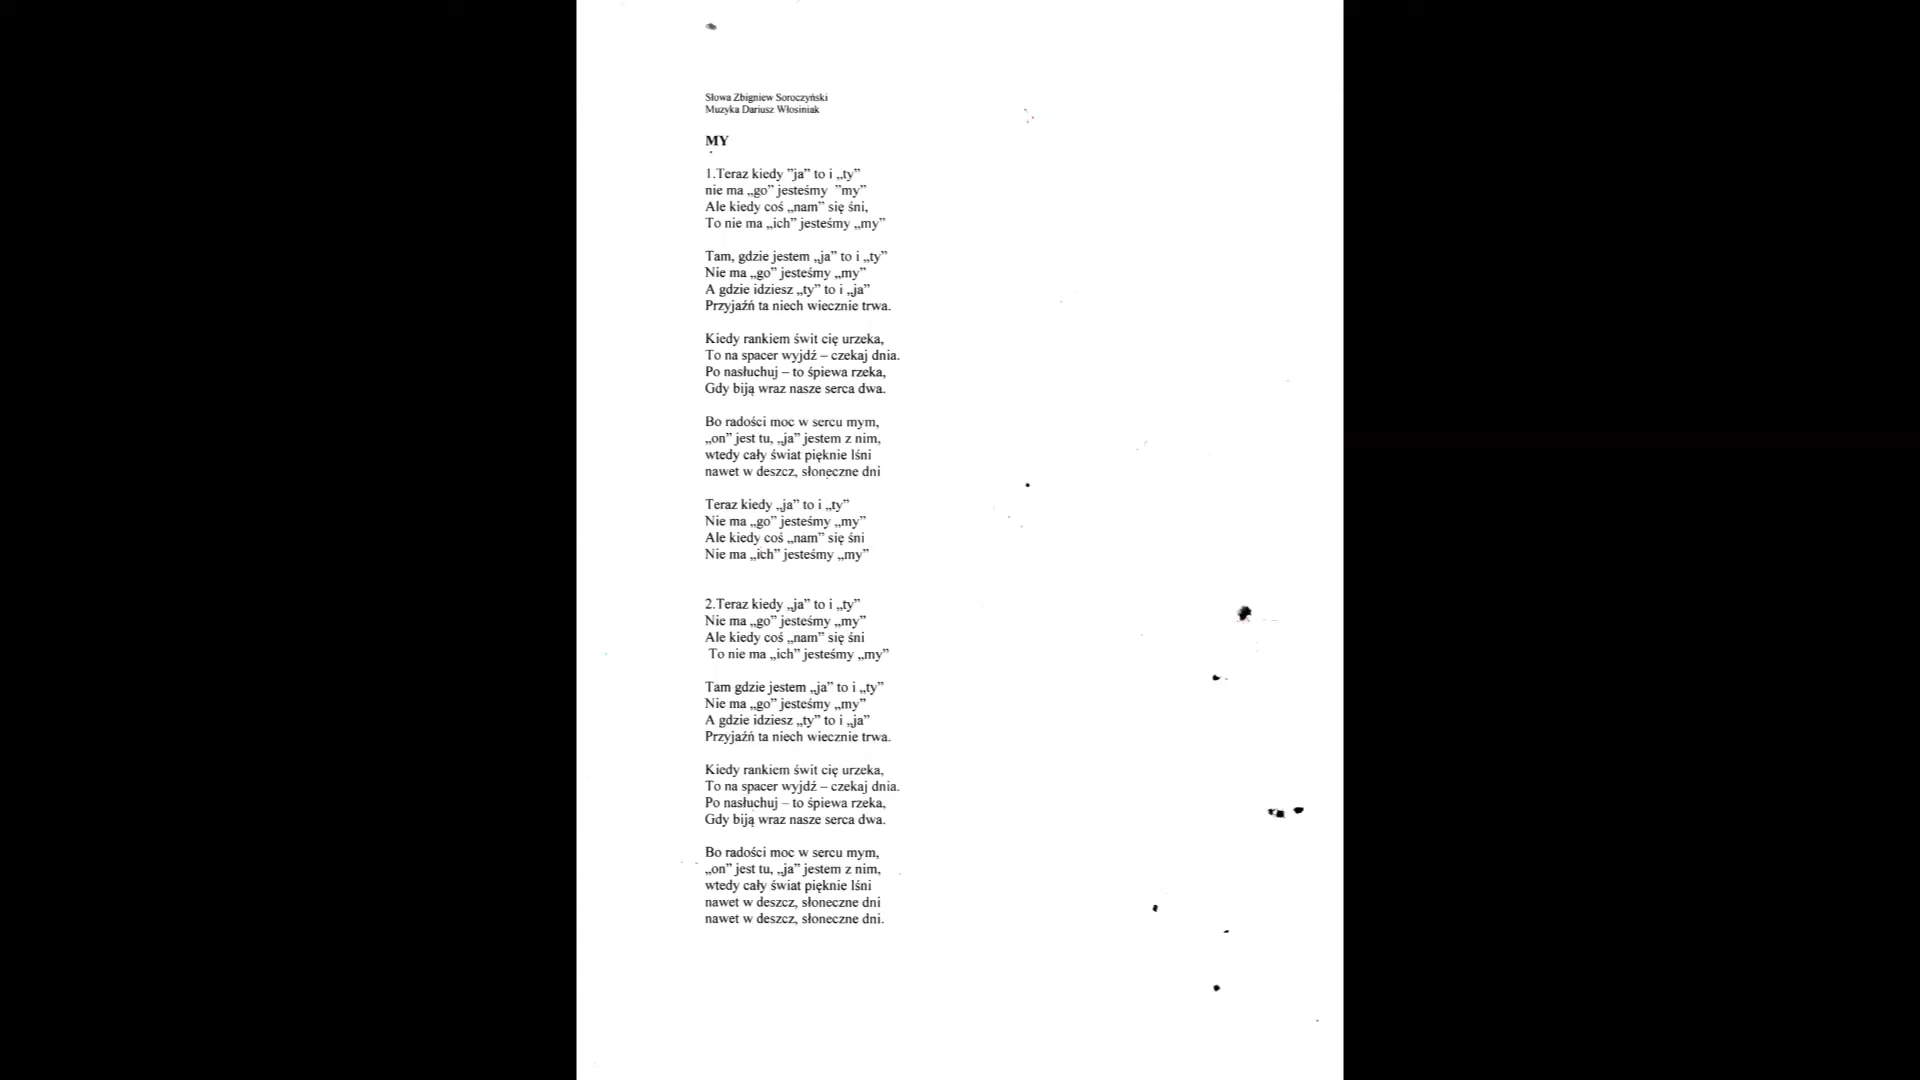 Słowa Zbigniew Soroczyński
Muzyka Dariusz Włosiniak
MY
1.Teraz kiedy ”ja” to i „ty”
nie ma „go” jesteśmy ”my”
Ale kiedy coś „nam” się śni,
To nie ma „ich” jesteśmy „my”
Tam, gdzie jestem „ja” to i „ty”
Nie ma „go” jesteśmy „my”
A gdzie idziesz „ty” to i „ja”
Przyjaźń ta niech wiecznie trwa.
Kiedy rankiem świt cię urzeka,
To na spacer wyjdź – czekaj dnia.
Po nasłuchuj – to śpiewa rzeka,
Gdy biją wraz nasze serca dwa.
Bo radości moc w sercu mym,
„on” jest tu, „ja” jestem z nim,
wtedy cały świat pięknie lśni
nawet w deszcz, słoneczne dni
Teraz kiedy „ja” to i „ty”
Nie ma „go” jesteśmy „my”
Ale kiedy coś „nam” się śni
Nie ma „ich” jesteśmy „my”
2.Teraz kiedy „ja” to i „ty”
Nie ma „go” jesteśmy „my”
Ale kiedy coś „nam” się śni
To nie ma „ich” jesteśmy „my”
Tam gdzie jestem „ja” to i „ty”
Nie ma „go” jesteśmy „my”
A gdzie idziesz „ty” to i „ja”
Przyjaźń ta niech wiecznie trwa.
Kiedy rankiem świt cię urzeka,
To na spacer wyjdź – czekaj dnia.
Po nasłuchuj – to śpiewa rzeka,
Gdy biją wraz nasze serca dwa.
Bo radości moc w sercu mym,
„on” jest tu, „ja” jestem z nim,
wtedy cały świat pięknie lśni
nawet w deszcz, słoneczne dni
nawet w deszcz, słoneczne dni.